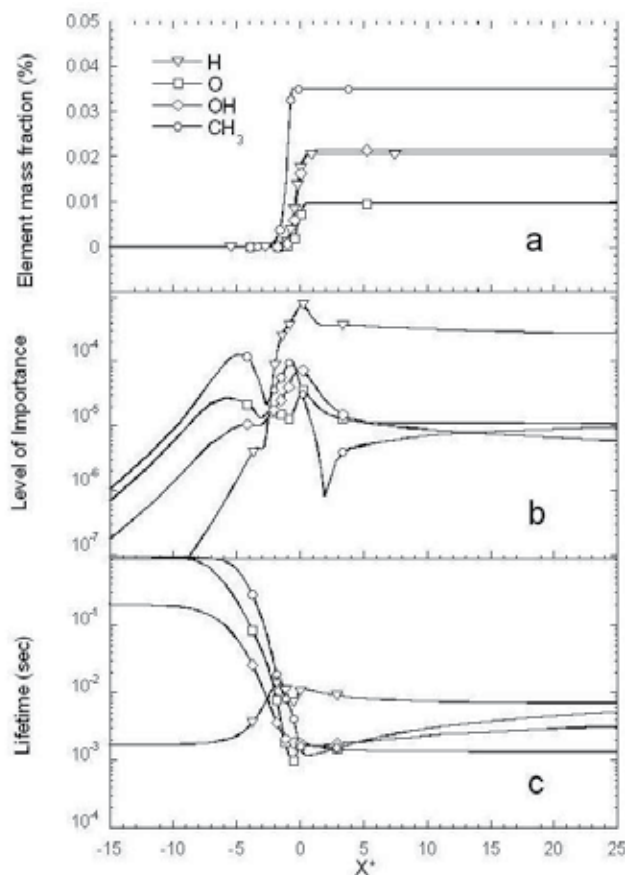 0.05
0.04
0.03
0.02
0.01
0
Element mass fraction (%)
H
O
OH
CH₃
a
10⁻⁴
10⁻⁵
10⁻⁶
10⁻⁷
Level of Importance
b
10⁻¹
10⁻²
10⁻³
10⁻⁴
Lifetime (sec)
c
-15 -10 -5 0 5 10 15 20 25
X*